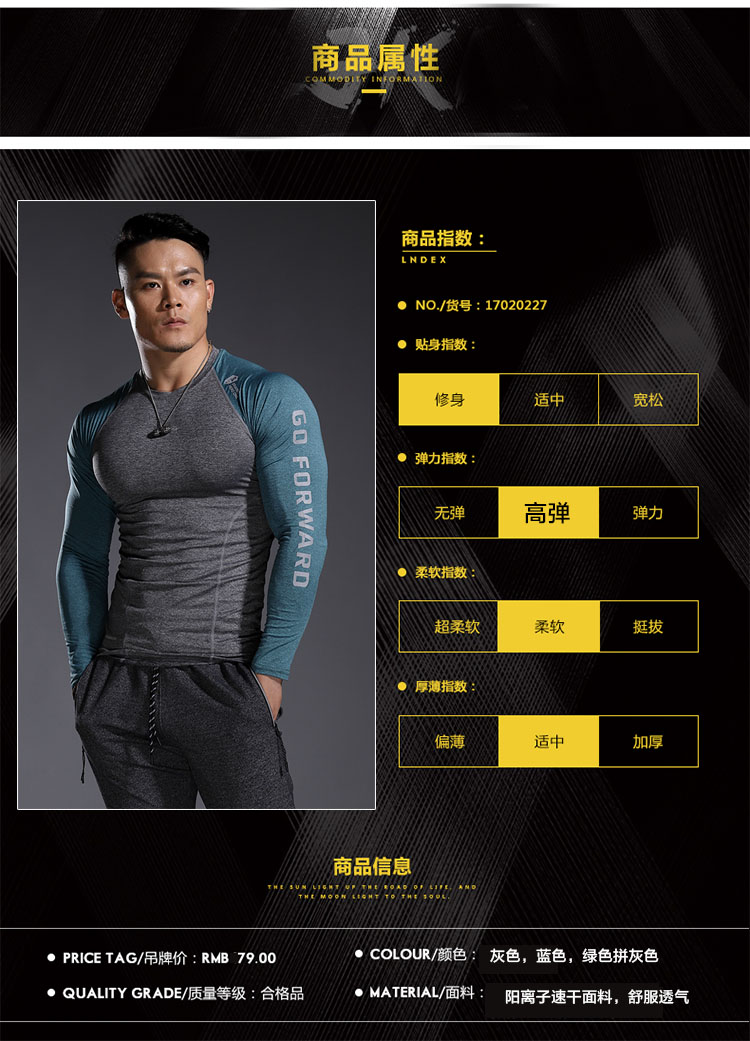 商品属性
COMMODITY INFORMATION
商品指数：
LNDEX
NO./货号：17020227
贴身指数：
修身 适中 宽松
弹力指数：
无弹 高弹 弹力
柔软指数：
超柔软 柔软 挺拔
厚薄指数：
偏薄 适中 加厚
GO FORWARD
商品信息
THE SUN LIGHT UP THE ROAD OF LIFE, AND
THE MOON LIGHT TO THE SOUL.
PRICE TAG/吊牌价：RMB 79.00
COLOUR/颜色： 灰色，蓝色，绿色拼灰色
QUALITY GRADE/质量等级：合格品
MATERIAL/面料： 阳离子速干面料，舒服透气